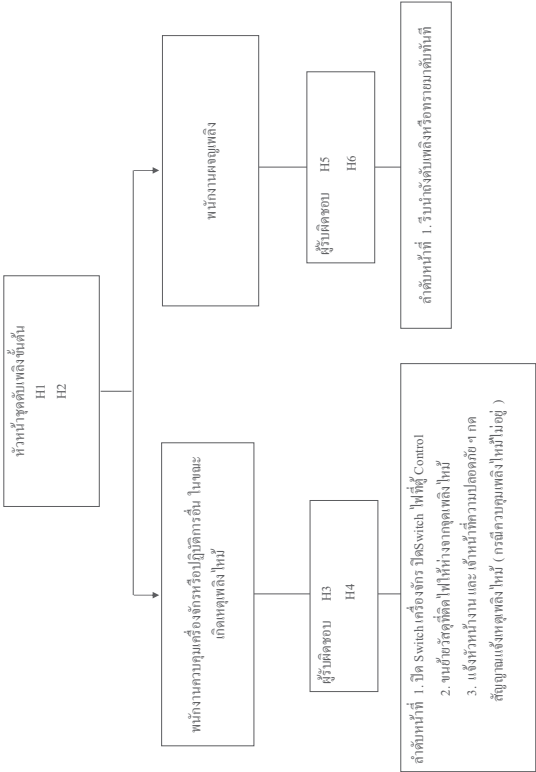 หัวหน้าชุดดับเพลิงขั้นต้น
H1
H2
พนักงานควบคุมเครื่องจักรหรือปฏิบัติการอื่น ในขณะ
เกิดเหตุเพลิงไหม้
ผู้รับผิดชอบ H3
H4
ลำดับหน้าที่ 1. ปิด Switch เครื่องจักร ปิดSwitch ไฟที่ตู้ Control
2. ขนย้ายวัสดุที่ติดไฟให้ห่างจากจุดเพลิงไหม้
3. แจ้งหัวหน้างาน และ เจ้าหน้าที่ความปลอดภัย ฯ กด
สัญญาณแจ้งเหตุเพลิงไหม้ ( กรณีควบคุมเพลิงไหม้ไม่อยู่ )
พนักงานผจญเพลิง
ผู้รับผิดชอบ H5
H6
ลำดับหน้าที่ 1. รีบนำถังดับเพลิงหรือทรายมาดับทันที